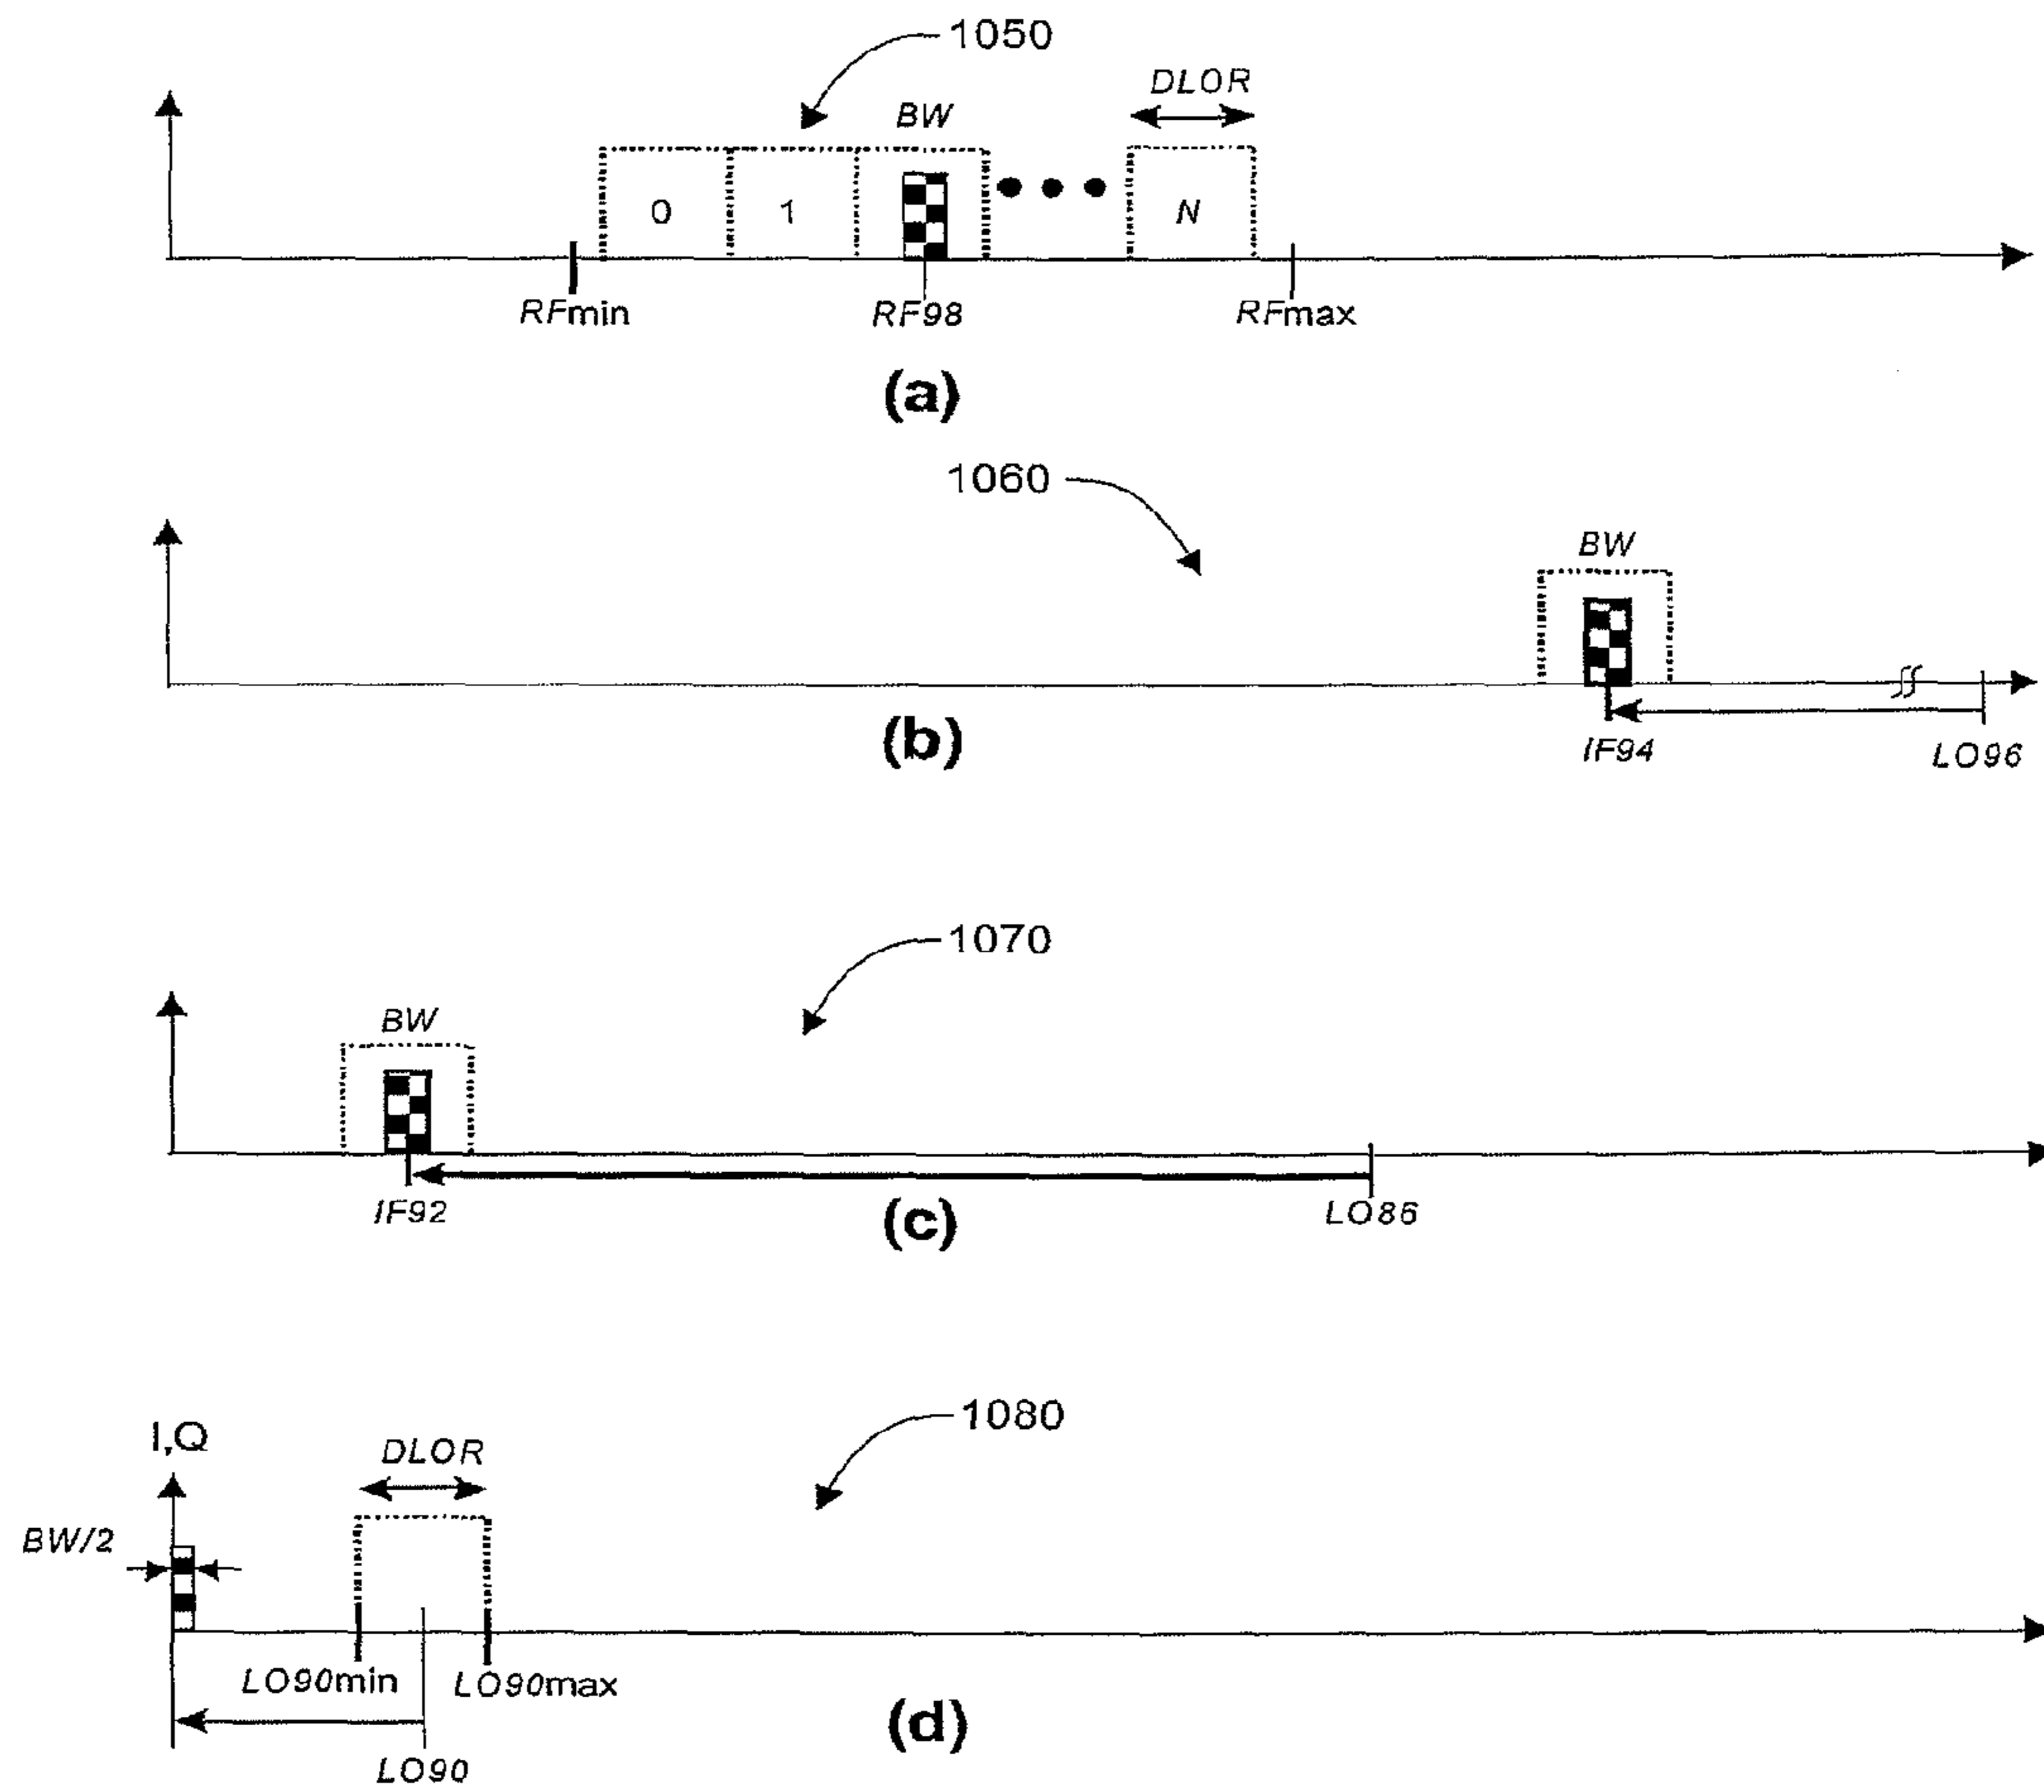 1050
DLOR
BW
0 1 N
RFmin RF98 RFmax
(a)
1060
BW
(b)
IF94 LO96
1070
BW
IF92 LO86
(c)
1080
I,Q
DLOR
BW/2
LO90min LO90max
(d)
LO90